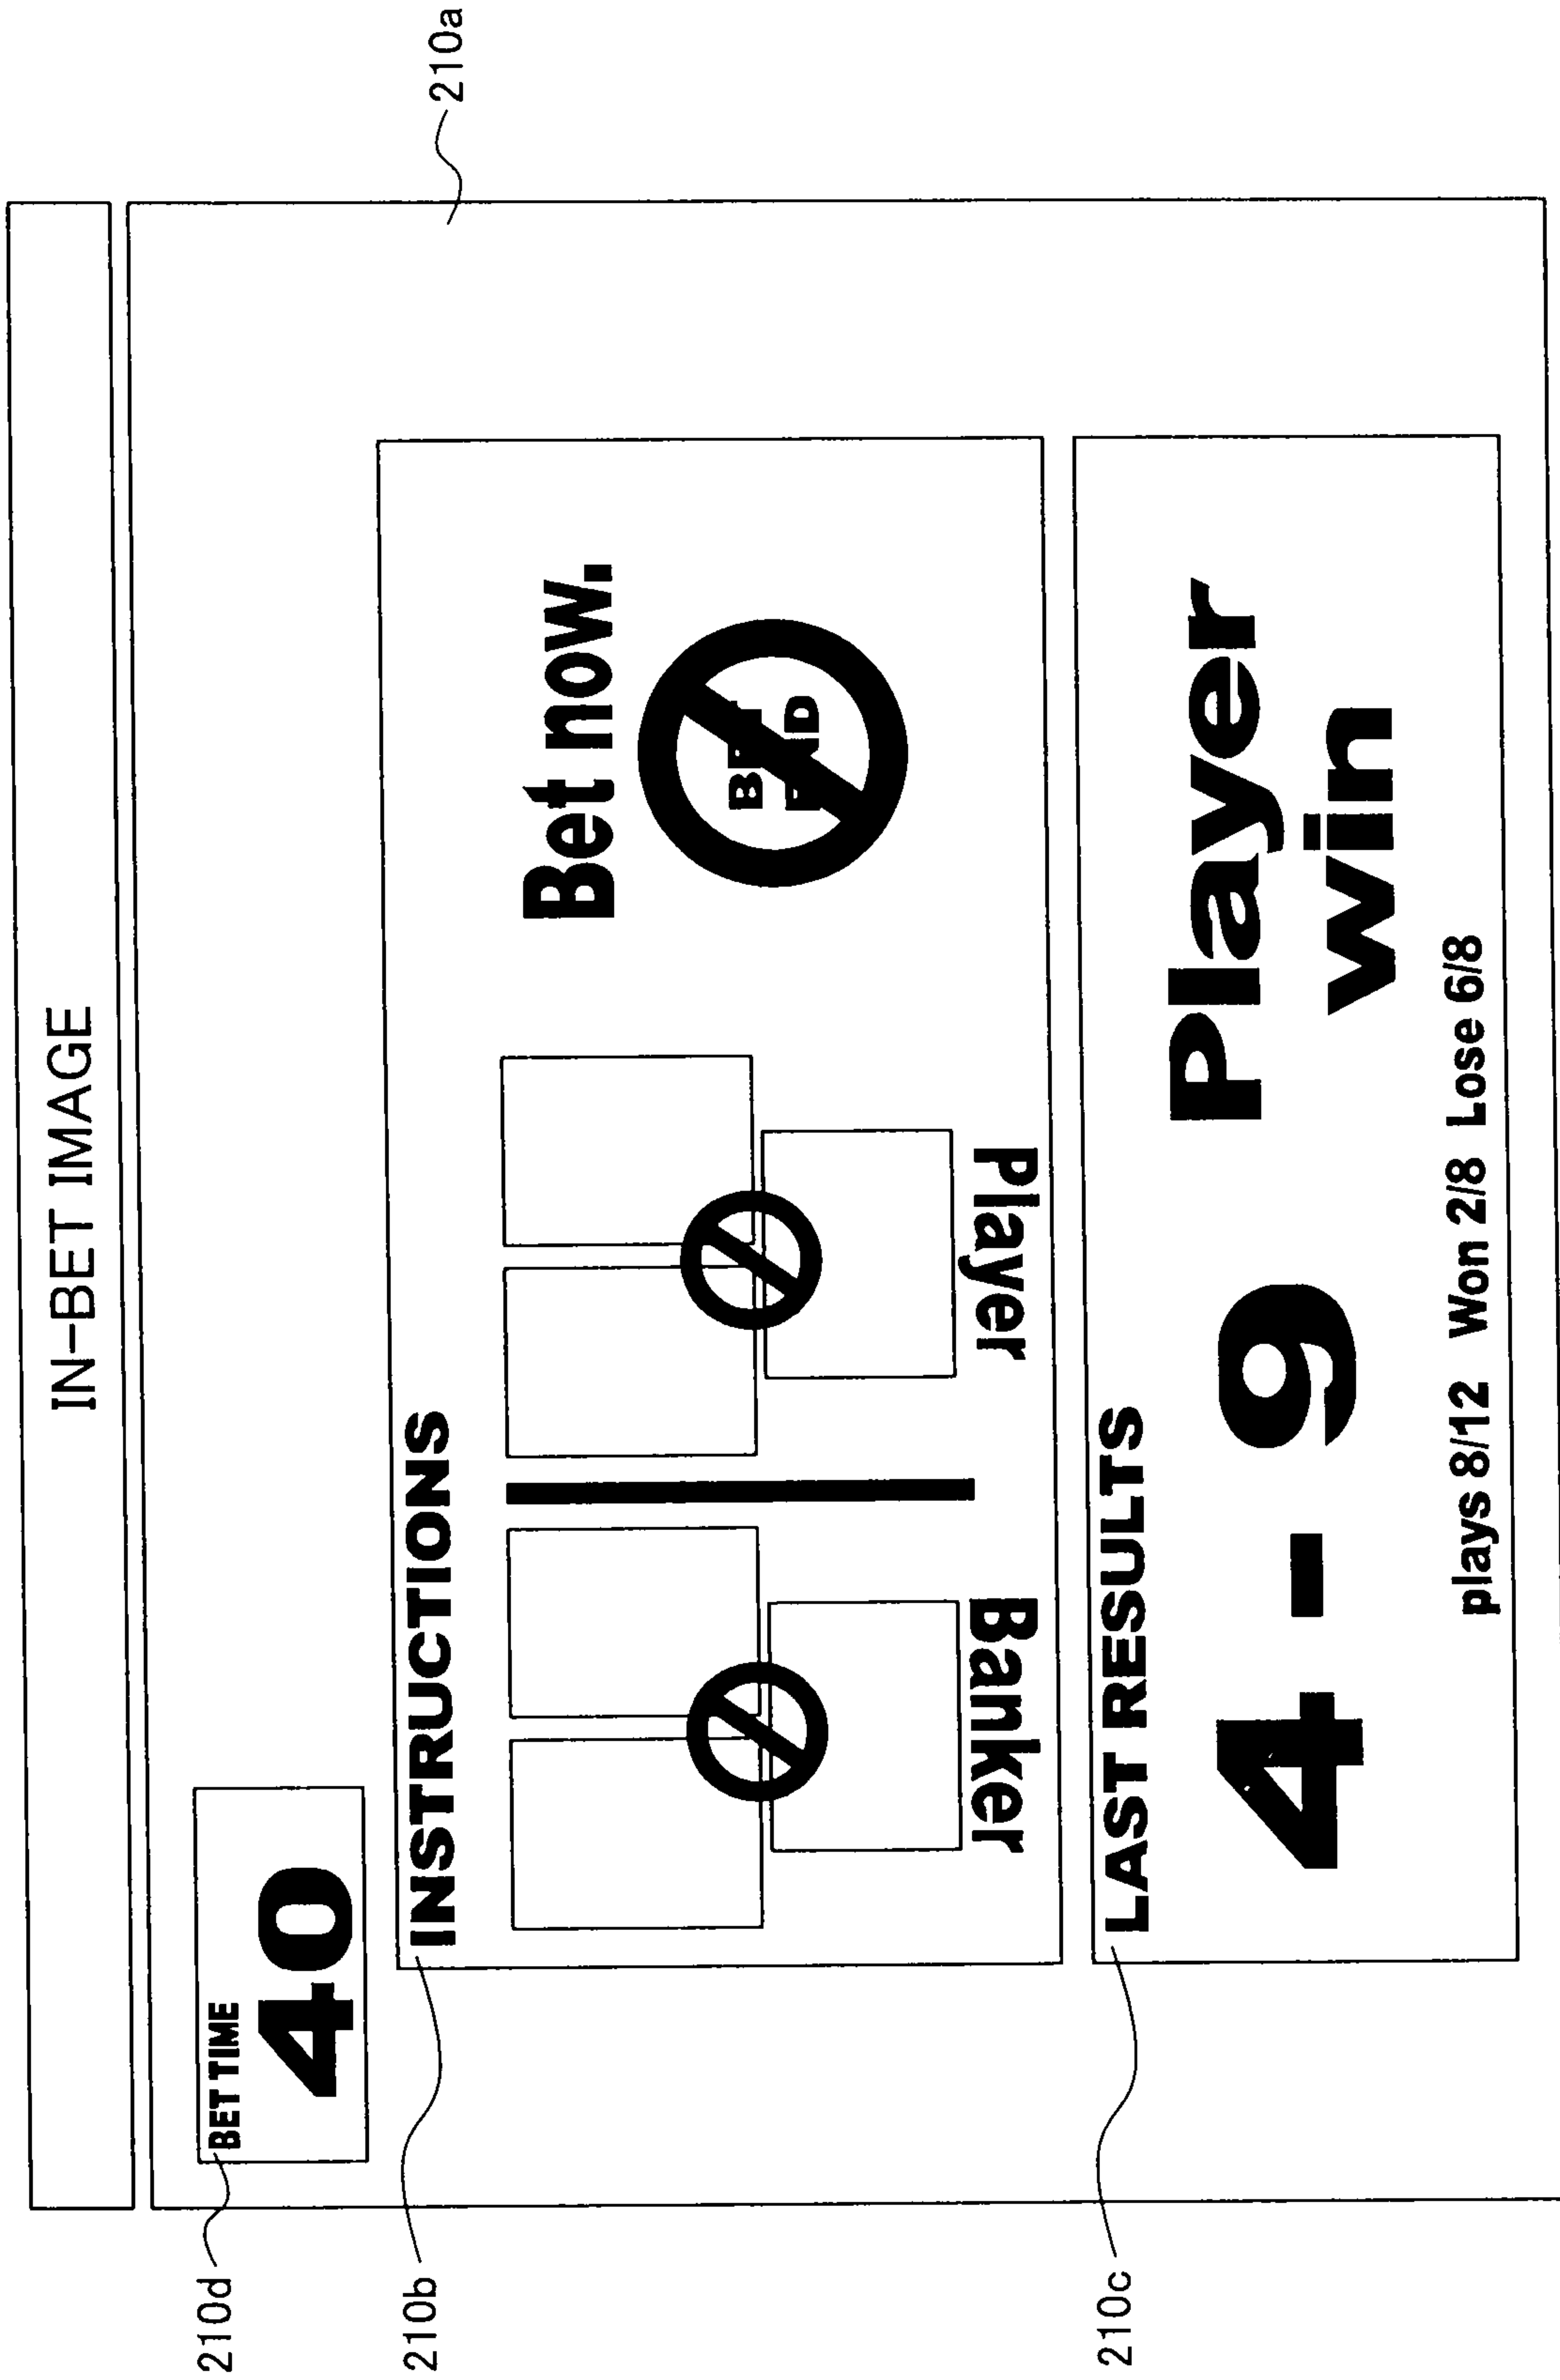 IN-BET IMAGE
210a
210d
BET TIME
40
210b
INSTRUCTIONS
Bet now.
Banker
Player
210c
LAST RESULTS
4 - 9
Player
win
plays 8/12 Won 2/8 Lose 6/8